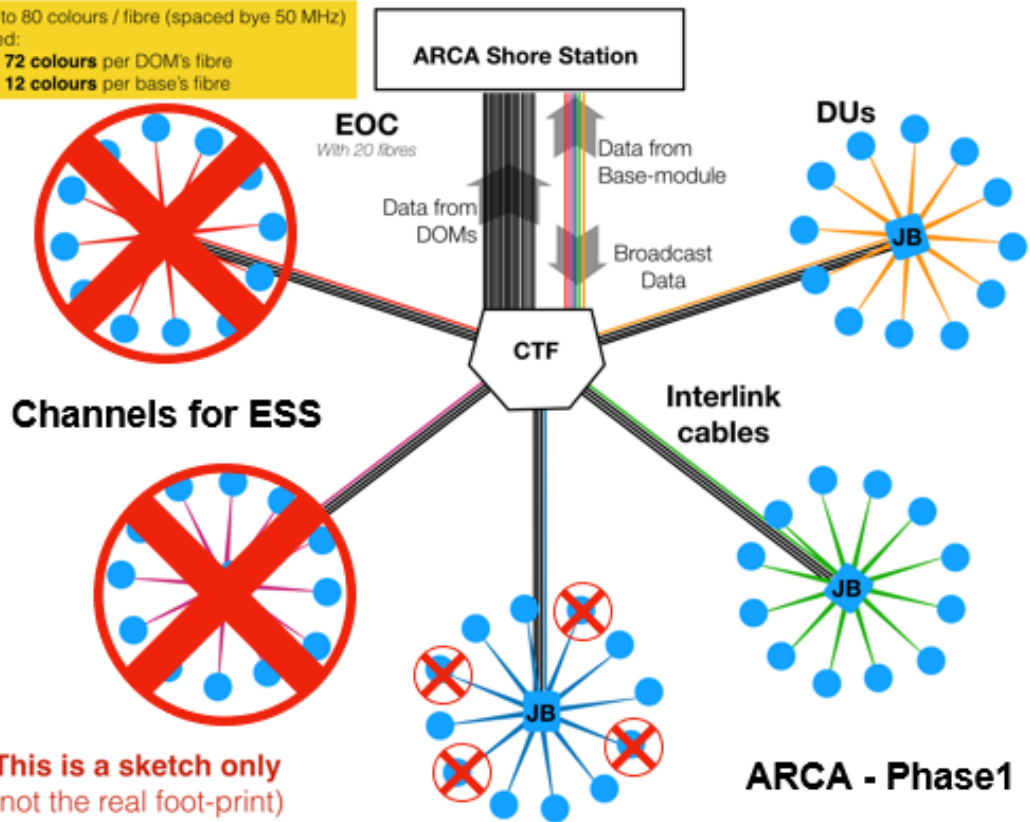 to 80 colours / fibre (spaced bye 50 MHz)
ed:
72 colours per DOM's fibre
12 colours per base's fibre
ARCA Shore Station
EOC
With 20 fibres
DUs
Data from
Base-module
Data from
DOMs
Broadcast
Data
JB
CTF
Channels for ESS
Interlink
cables
JB
JB
This is a sketch only
not the real foot-print)
ARCA - Phase1